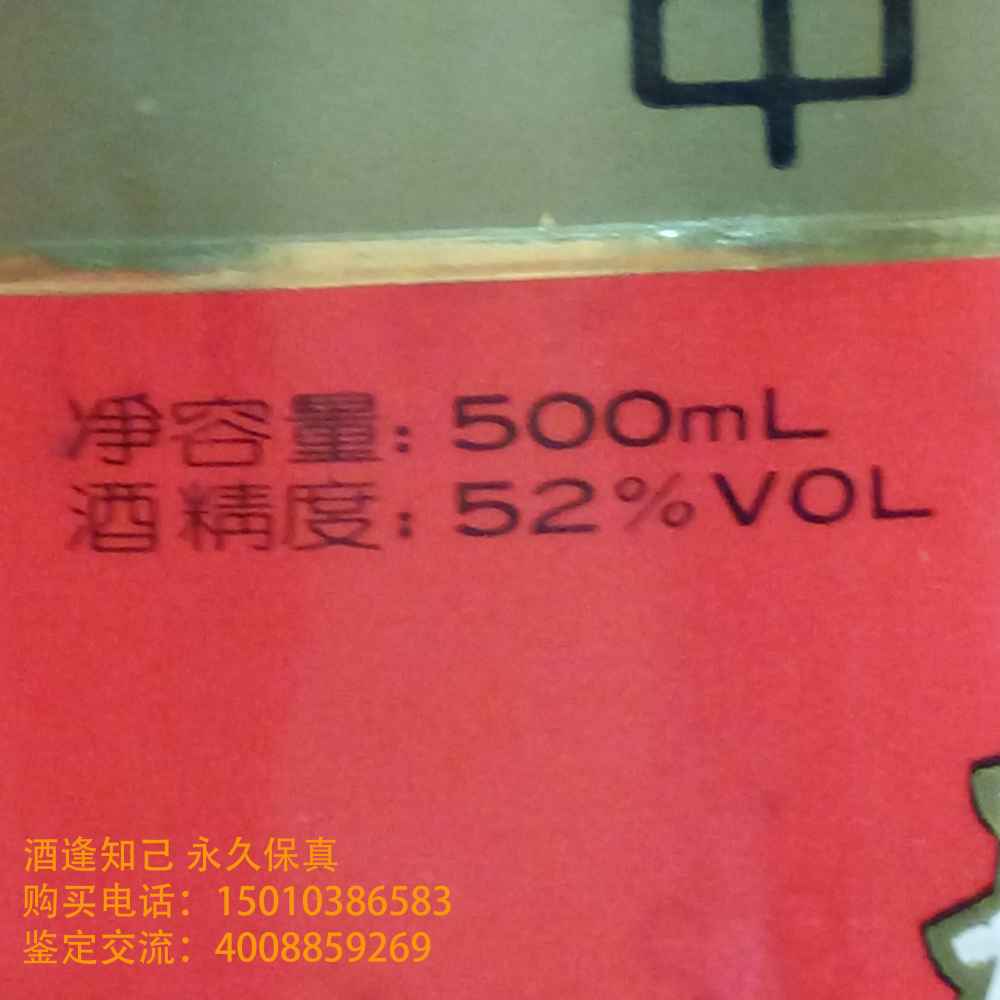 中
净容量: 500mL
酒精度: 52%VOL
酒逢知己 永久保真
购买电话：15010386583
鉴定交流：4008859269